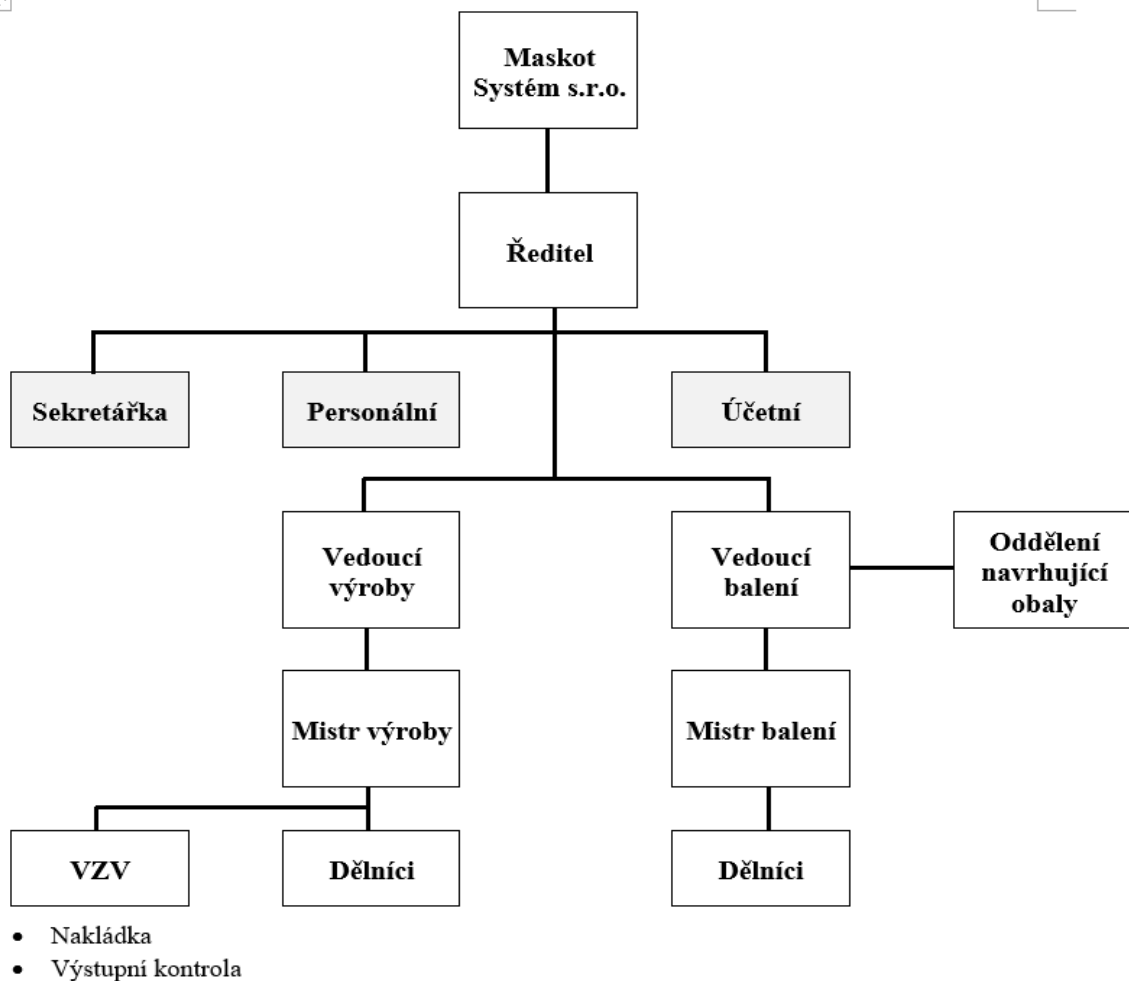 Maskot
Systém s.r.o.
Ředitel
Sekretářka
Personální
Účetní
Vedoucí
výroby
Vedoucí
balení
Oddělení
navrhující
obaly
Mistr výroby
Mistr balení
VZV
Dělníci
Dělníci
• Nakládka
• Výstupní kontrola